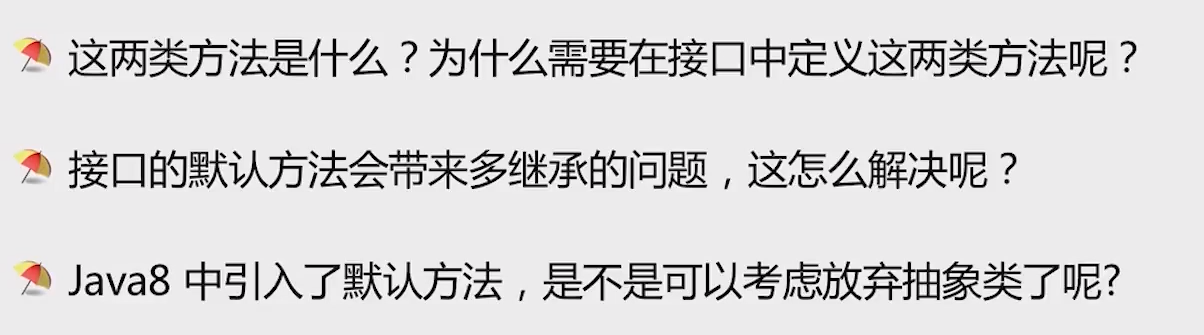 这两类方法是什么？为什么需要在接口中定义这两类方法呢？
接口的默认方法会带来多继承的问题，这怎么解决呢？
Java8 中引入了默认方法，是不是可以考虑放弃抽象类了呢?